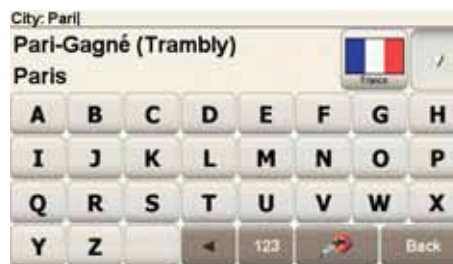 City: Pari
Pari-Gagné (Trambly)
Paris
France
A B C D E F G H
I J K L M N O P
Q R S T U V W X
Y Z 123 Back